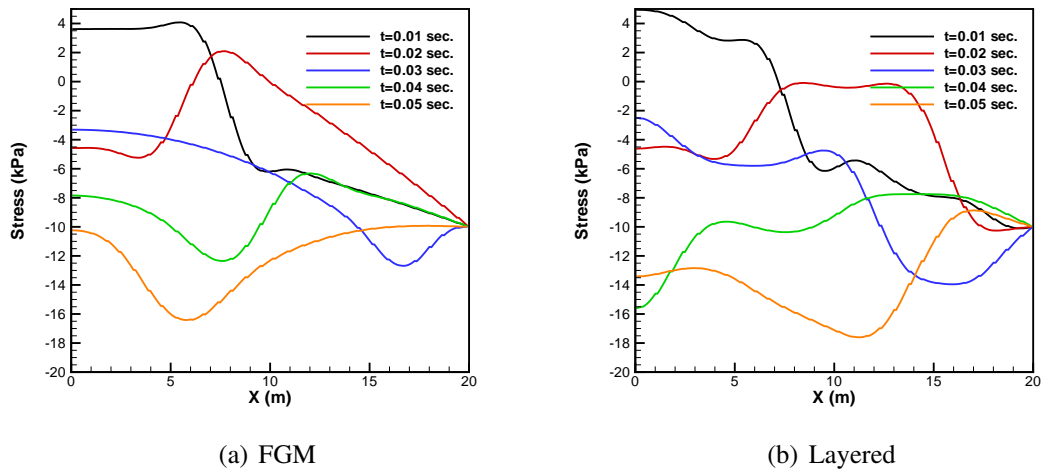 4
2
0
-2
-4
-6
-8
-10
-12
-14
-16
-18
-20
Stress (kPa)
t=0.01 sec.
t=0.02 sec.
t=0.03 sec.
t=0.04 sec.
t=0.05 sec.
0 5 10 15 20
X (m)
(a) FGM
4
2
0
-2
-4
-6
-8
-10
-12
-14
-16
-18
-20
Stress (kPa)
t=0.01 sec.
t=0.02 sec.
t=0.03 sec.
t=0.04 sec.
t=0.05 sec.
0 5 10 15 20
X (m)
(b) Layered